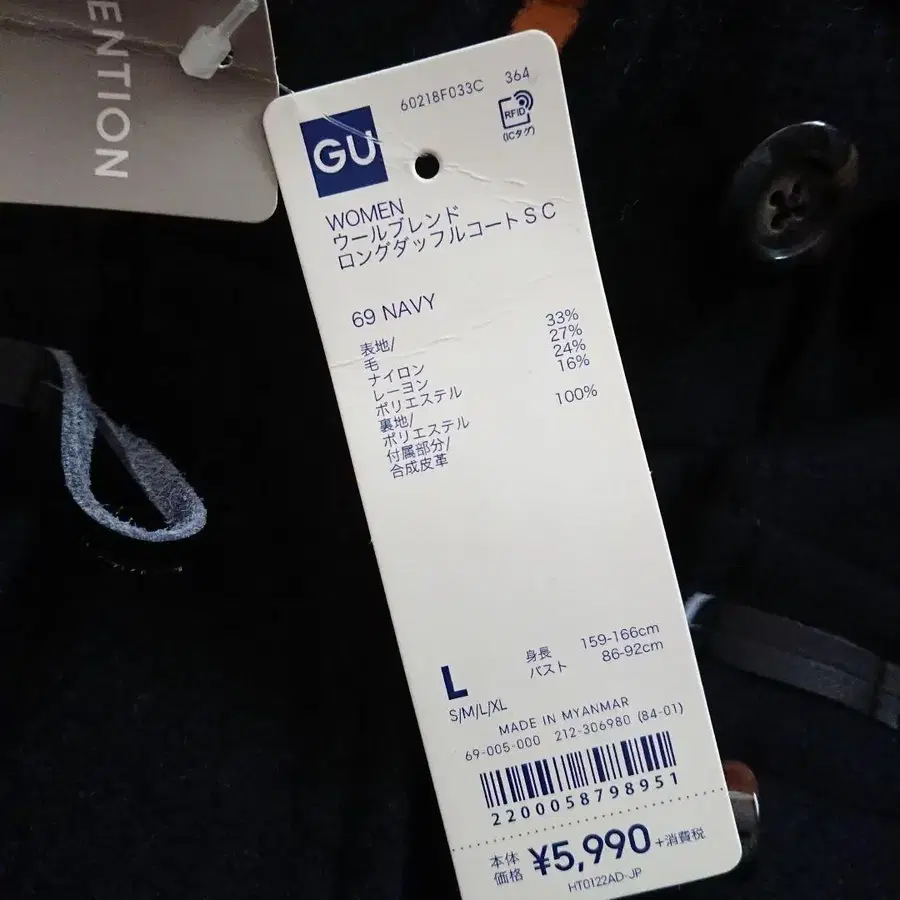 ENTION
60218F033C 364
RFID
(ICタグ)
GU
WOMEN
ウールブレンド
ロングダッフルコートSC
69 NAVY
表地/
毛 33%
ナイロン 27%
レーヨン 24%
ポリエステル 16%
裏地/
ポリエステル 100%
付属部分/
合成皮革
L 身長 159-166cm
バスト 86-92cm
S/M/L/XL
MADE IN MYANMAR
69-005-000 212-306980 (84-01)
2200058798951
本体価格 ¥5,990 +消費税
HT0122AD-JP